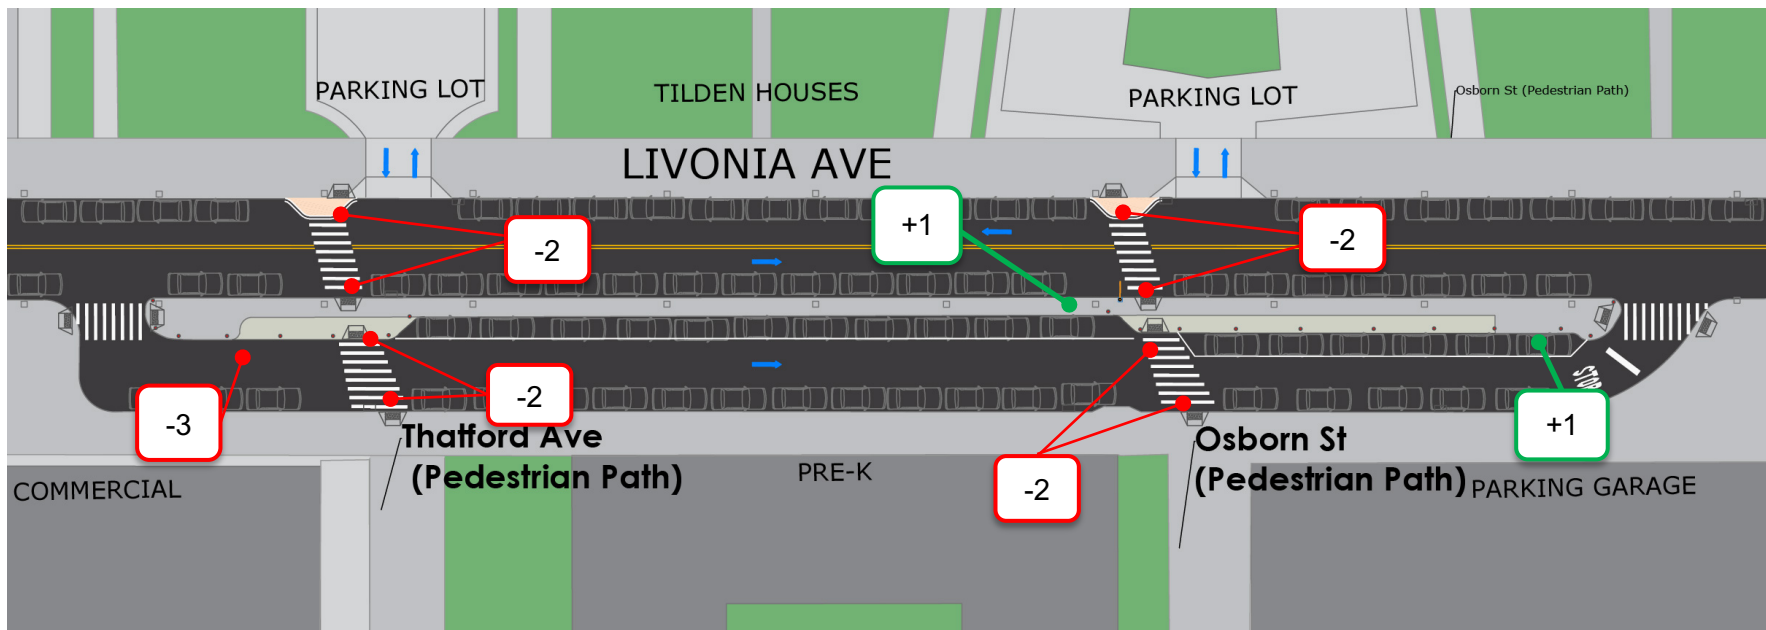 PARKING LOT
TILDEN HOUSES
PARKING LOT
Osborn St (Pedestrian Path)
LIVONIA AVE
-2
+1
-2
-3
-2
-2
+1
STOP
Thatford Ave
(Pedestrian Path)
Osborn St
(Pedestrian Path)
COMMERCIAL
PRE-K
PARKING GARAGE